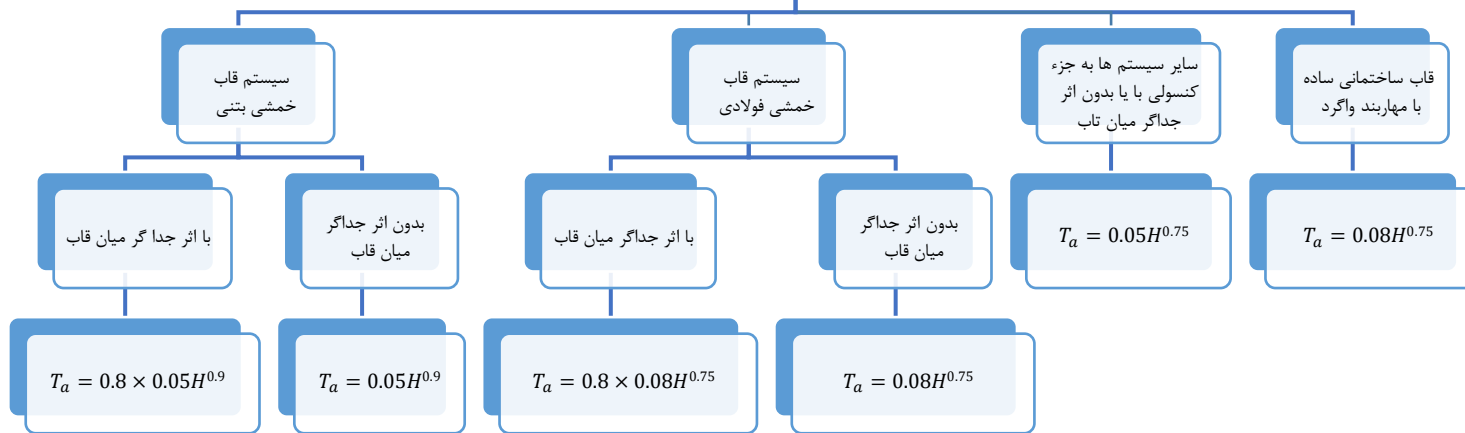 قاب ساختمانی ساده
با مهاربند واگرد
سایر سیستم ها به جزء
کنسولی با یا بدون اثر
جداگر میان تاب
سیستم قاب
خمشی فولادی
سیستم قاب
خمشی بتنی
T_a = 0.08H^{0.75}
T_a = 0.05H^{0.75}
بدون اثر جداگر
میان قاب
با اثر جداگر میان قاب
بدون اثر جداگر
میان قاب
با اثر جدا گر میان قاب
T_a = 0.08H^{0.75}
T_a = 0.8 × 0.08H^{0.75}
T_a = 0.05H^{0.9}
T_a = 0.8 × 0.05H^{0.9}